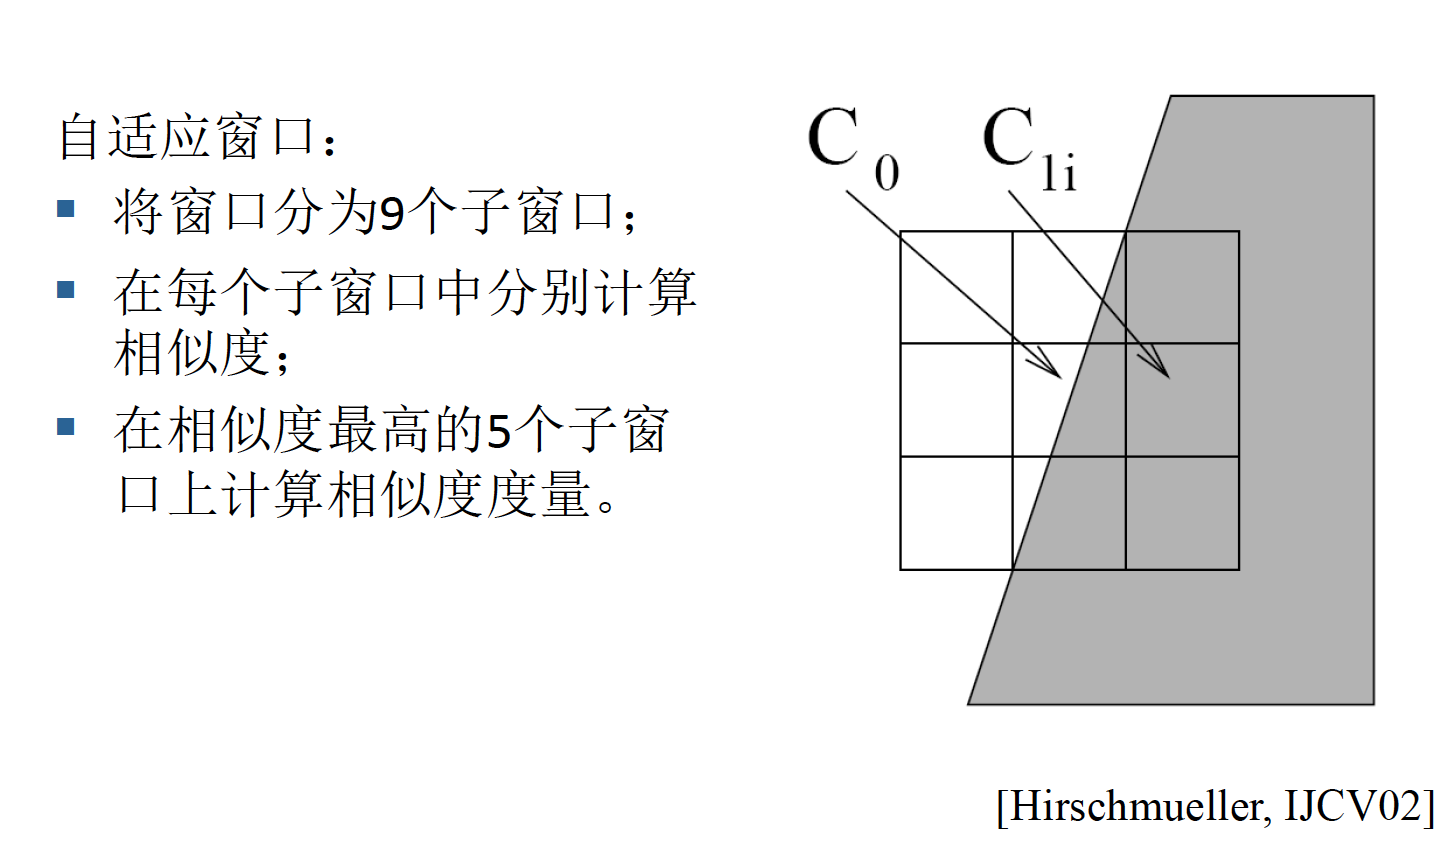 自适应窗口：
▪ 将窗口分为9个子窗口；
▪ 在每个子窗口中分别计算
相似度；
▪ 在相似度最高的5个子窗
口上计算相似度度量。
C 0
C 1i
[Hirschmueller, IJCV02]